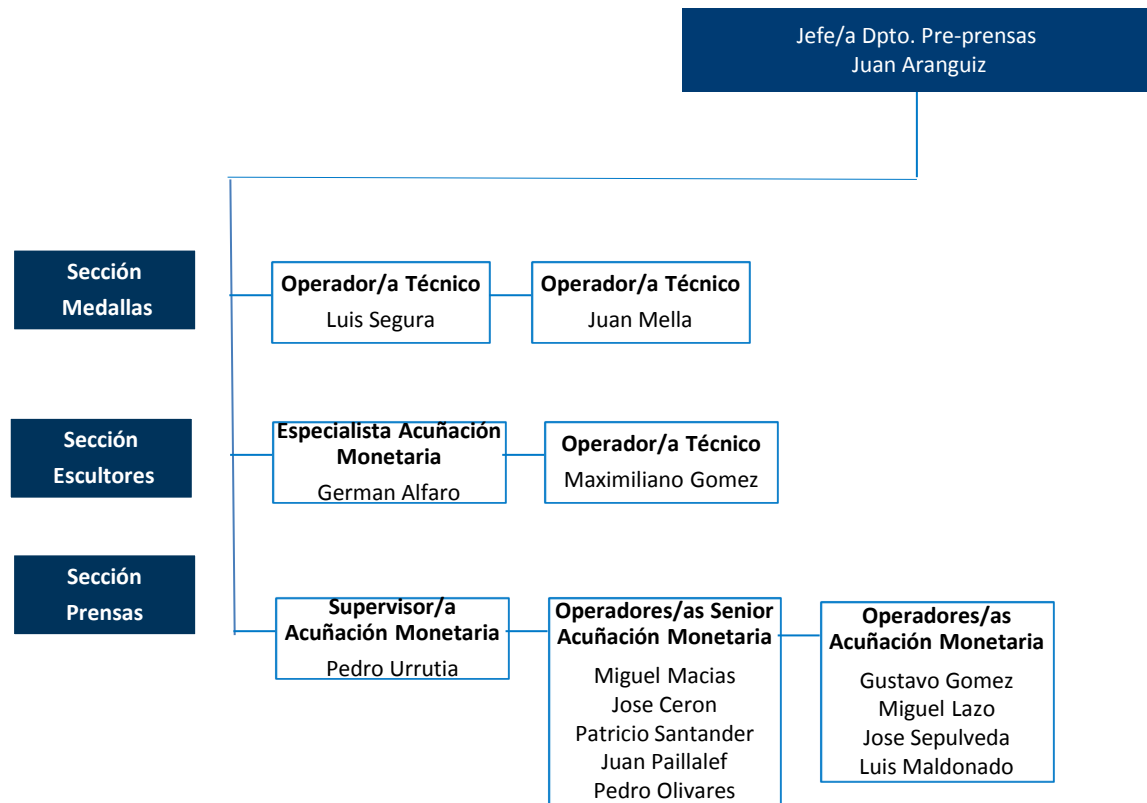 Jefe/a Dpto. Pre-prensas
Juan Aranguiz
Sección
Medallas
Operador/a Técnico
Luis Segura
Operador/a Técnico
Juan Mella
Sección
Escultores
Especialista Acuñación
Monetaria
German Alfaro
Operador/a Técnico
Maximiliano Gomez
Sección
Prensas
Supervisor/a
Acuñación Monetaria
Pedro Urrutia
Operadores/as Senior
Acuñación Monetaria
Miguel Macias
Jose Ceron
Patricio Santander
Juan Paillalef
Pedro Olivares
Operadores/as
Acuñación Monetaria
Gustavo Gomez
Miguel Lazo
Jose Sepulveda
Luis Maldonado